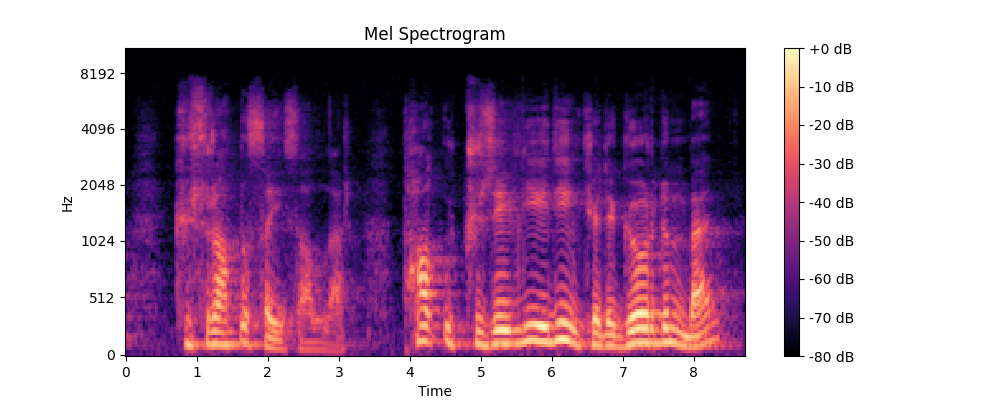 Mel Spectrogram
Hz
8192
4096
2048
1024
512
0
0 1 2 3 4 5 6 7 8
Time
+0 dB
-10 dB
-20 dB
-30 dB
-40 dB
-50 dB
-60 dB
-70 dB
-80 dB